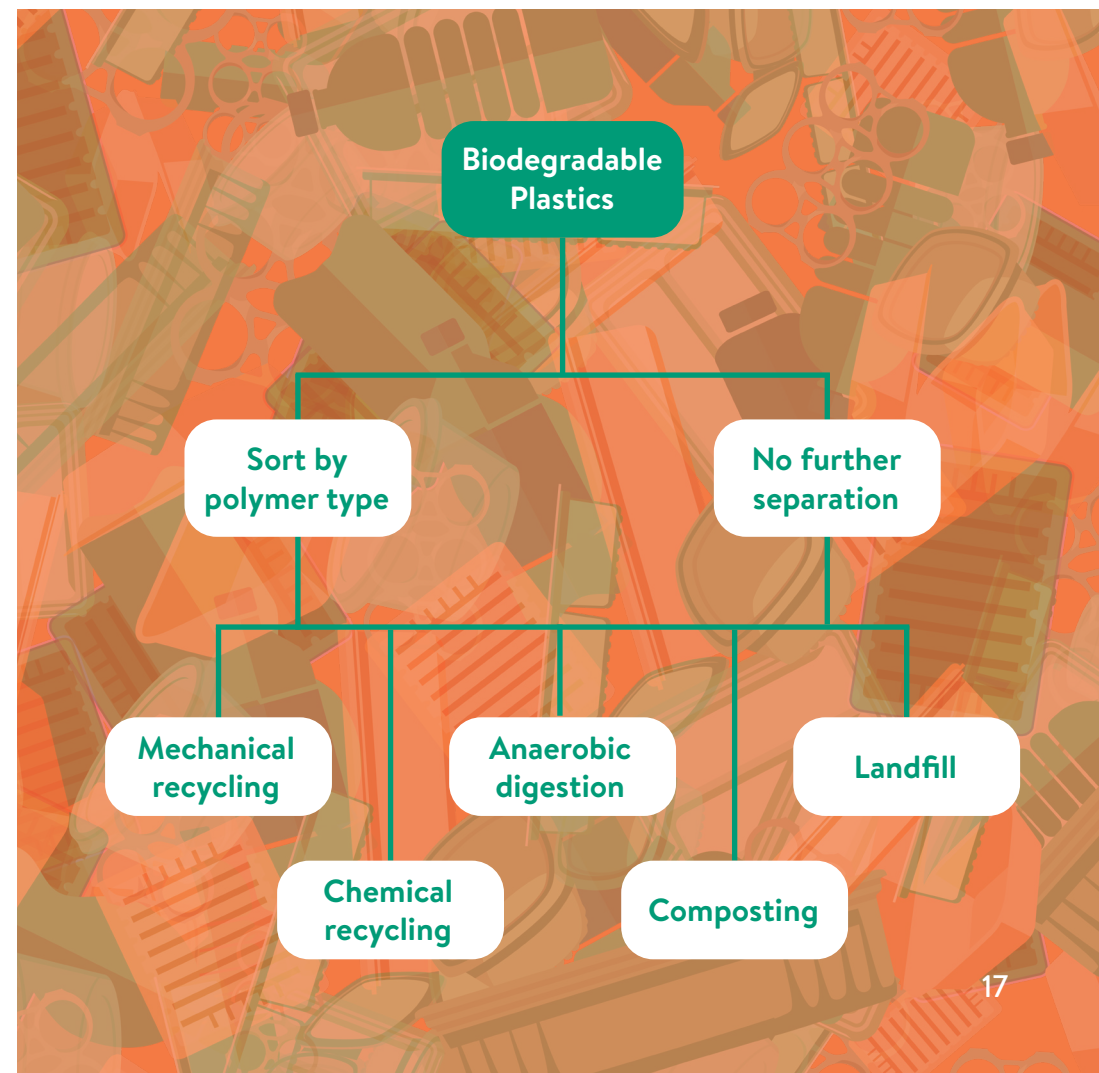 Biodegradable
Plastics
Sort by
polymer type
No further
separation
Mechanical
recycling
Anaerobic
digestion
Landfill
Chemical
recycling
Composting
17